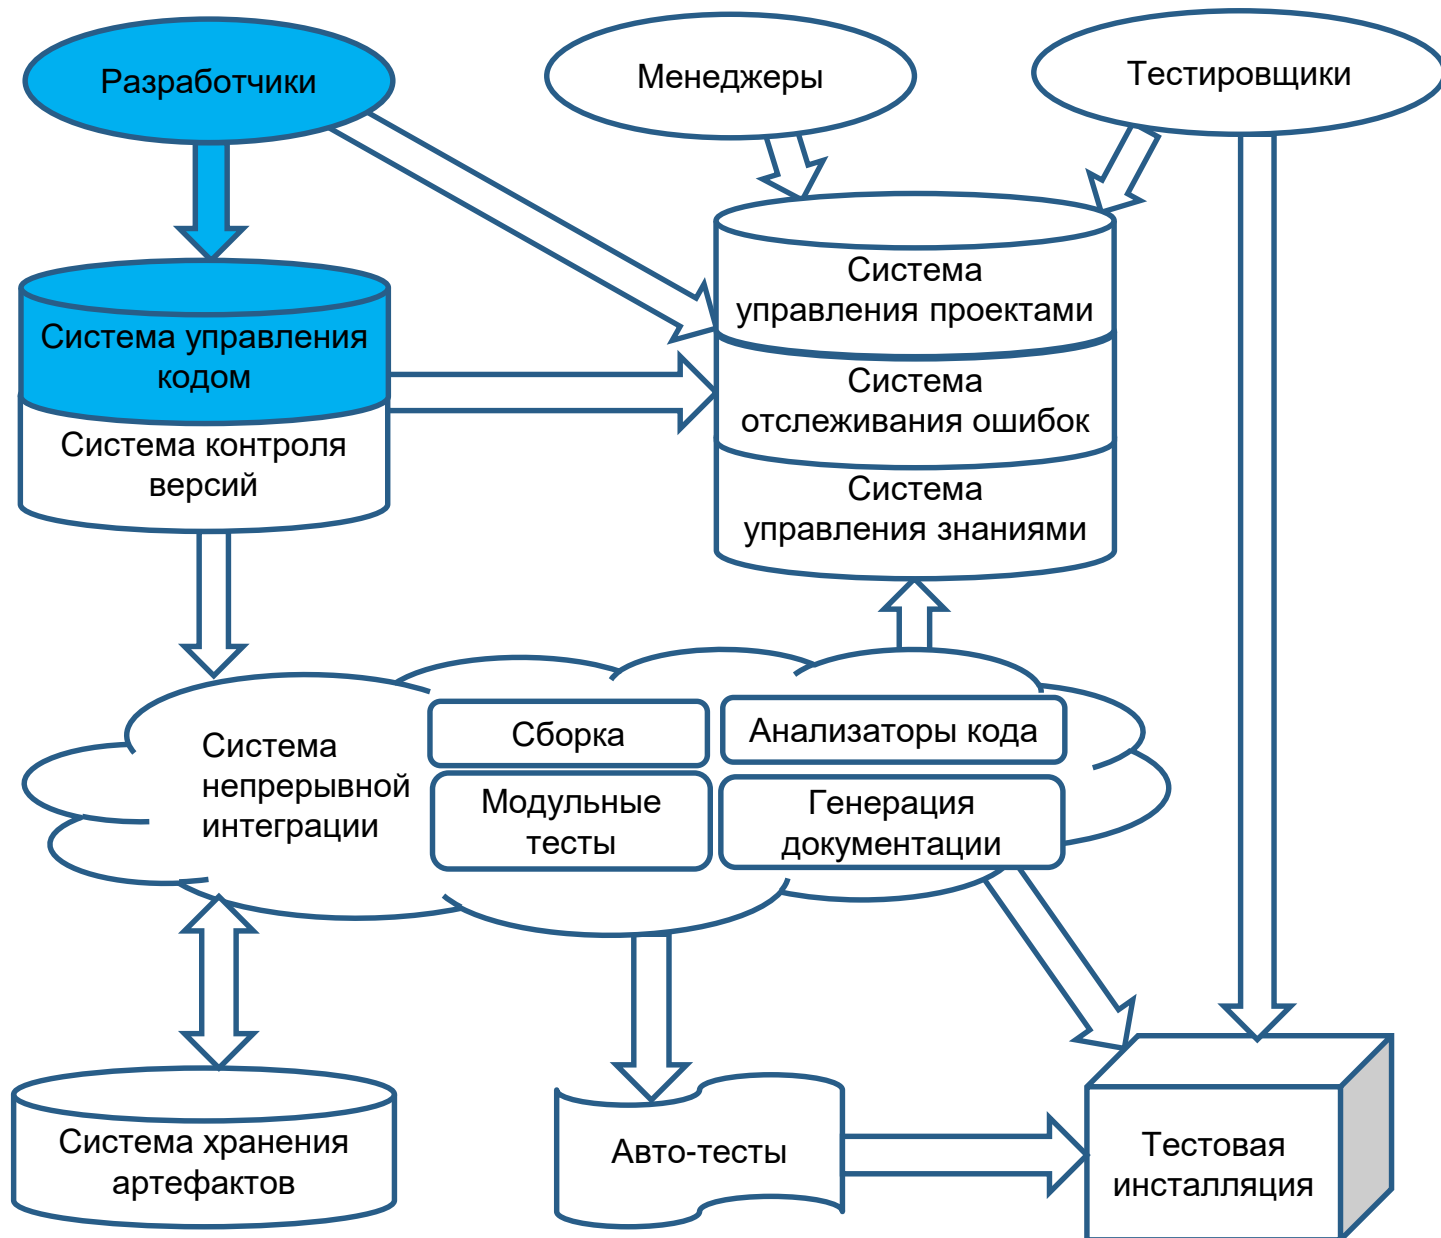 Разработчики
Менеджеры
Тестировщики
Система управления
кодом
Система контроля
версий
Система
управления проектами
Система
отслеживания ошибок
Система
управления знаниями
Система
непрерывной
интеграции
Сборка
Анализаторы кода
Модульные
тесты
Генерация
документации
Система хранения
артефактов
Авто-тесты
Тестовая
инсталляция